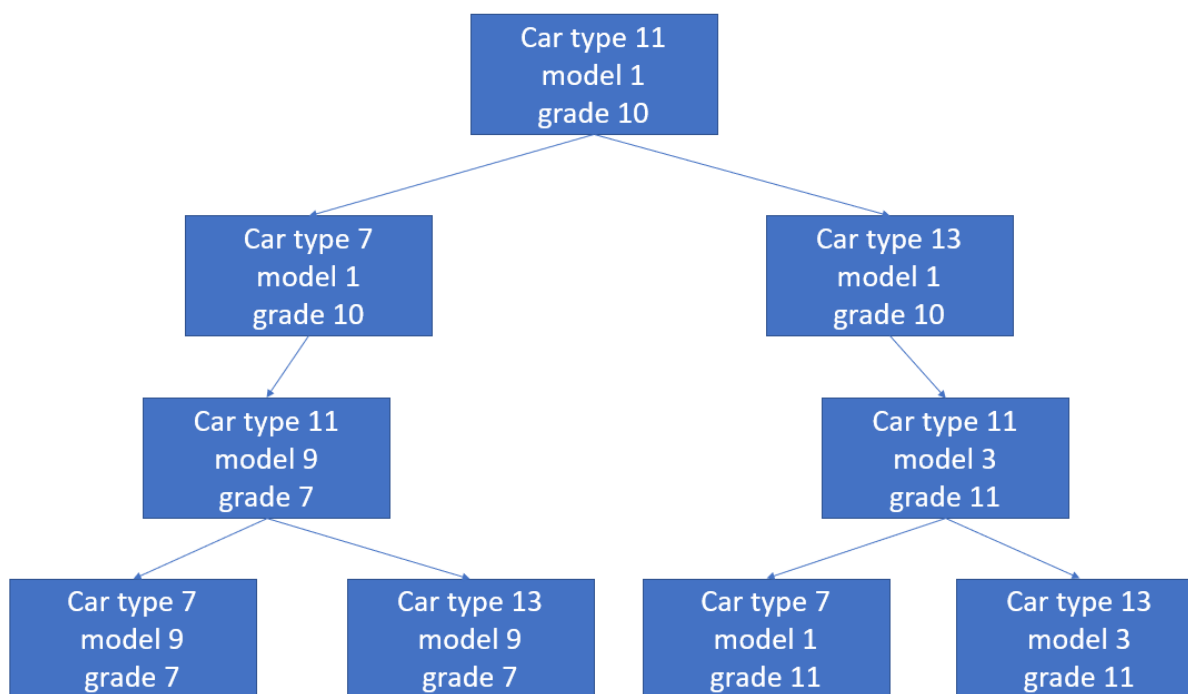 Car type 11
model 1
grade 10
Car type 7
model 1
grade 10
Car type 13
model 1
grade 10
Car type 11
model 9
grade 7
Car type 11
model 3
grade 11
Car type 7
model 9
grade 7
Car type 13
model 9
grade 7
Car type 7
model 1
grade 11
Car type 13
model 3
grade 11